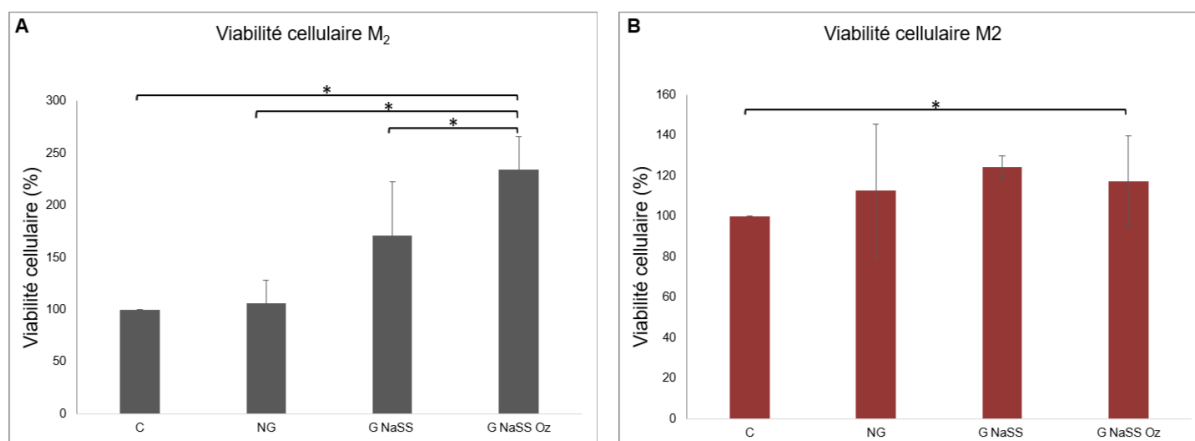 A
Viabilité cellulaire M₂
*
*
*
Viabilité cellulaire (%)
300
250
200
150
100
50
0
C NG G NaSS G NaSS Oz
B
Viabilité cellulaire M2
*
Viabilité cellulaire (%)
160
140
120
100
80
60
40
20
0
C NG G NaSS G NaSS Oz